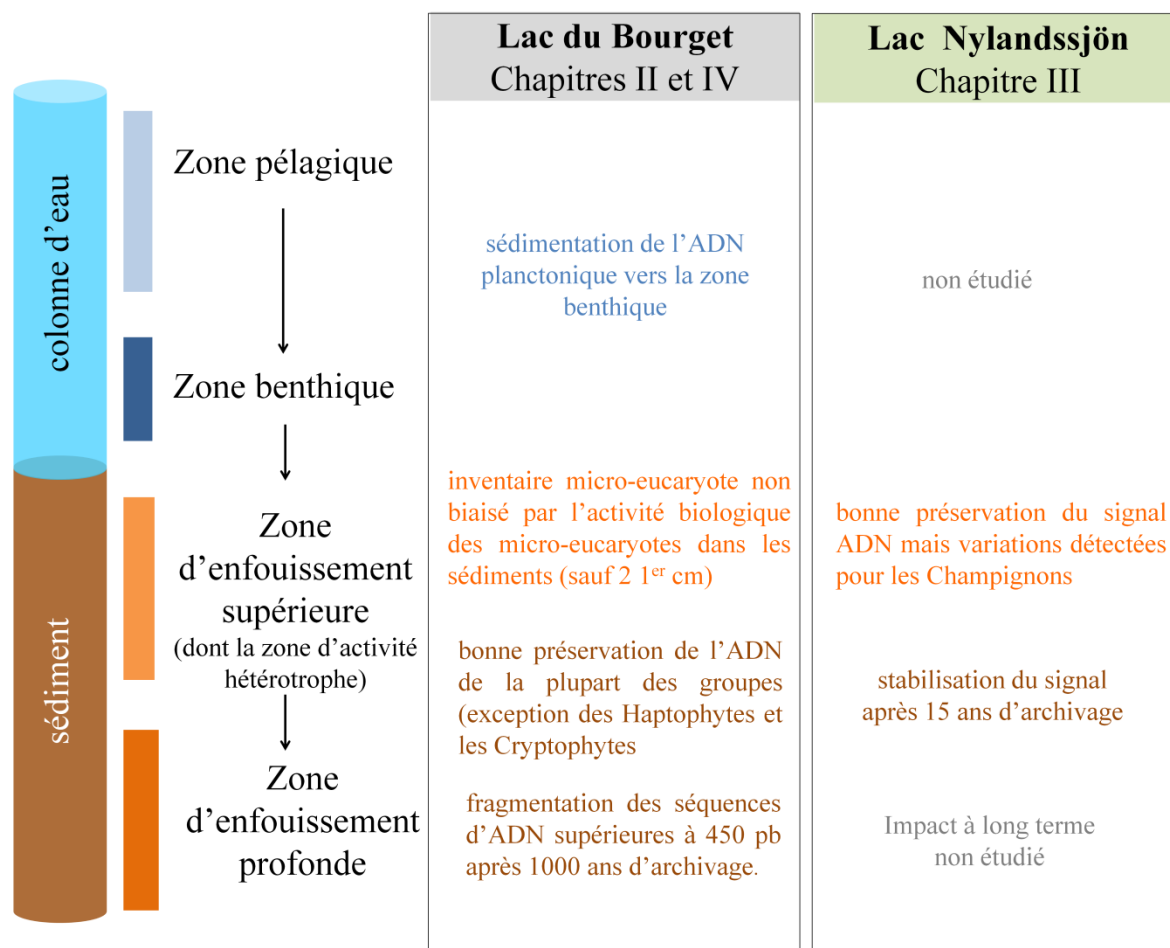 Lac du Bourget
Chapitres II et IV
Lac Nylandssjön
Chapitre III
colonne d’eau
sédiment
Zone pélagique
Zone benthique
Zone
d’enfouissement
supérieure
(dont la zone d’activité
hétérotrophe)
Zone
d’enfouissement
profonde
sédimentation de l’ADN
planctonique vers la zone
benthique
inventaire micro-eucaryote non
biaisé par l’activité biologique
des micro-eucaryotes dans les
sédiments (sauf 2 1er cm)
bonne préservation de l’ADN
de la plupart des groupes
(exception des Haptophytes et
les Cryptophytes
fragmentation des séquences
d’ADN supérieures à 450 pb
après 1000 ans d’archivage.
non étudié
bonne préservation du signal
ADN mais variations détectées
pour les Champignons
stabilisation du signal
après 15 ans d’archivage
Impact à long terme
non étudié